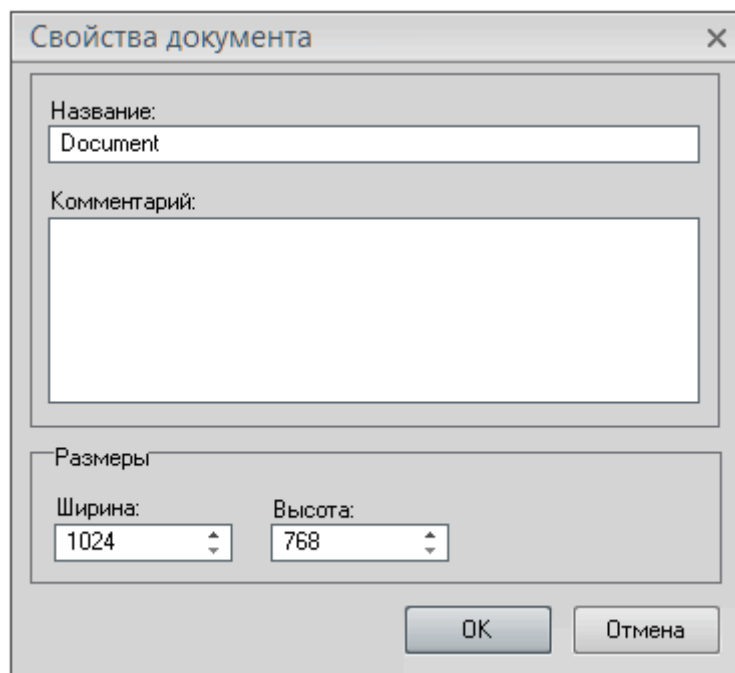 Свойства документа
Название:
Document
Комментарий:
Размеры
Ширина: Высота:
1024 768
OK Отмена